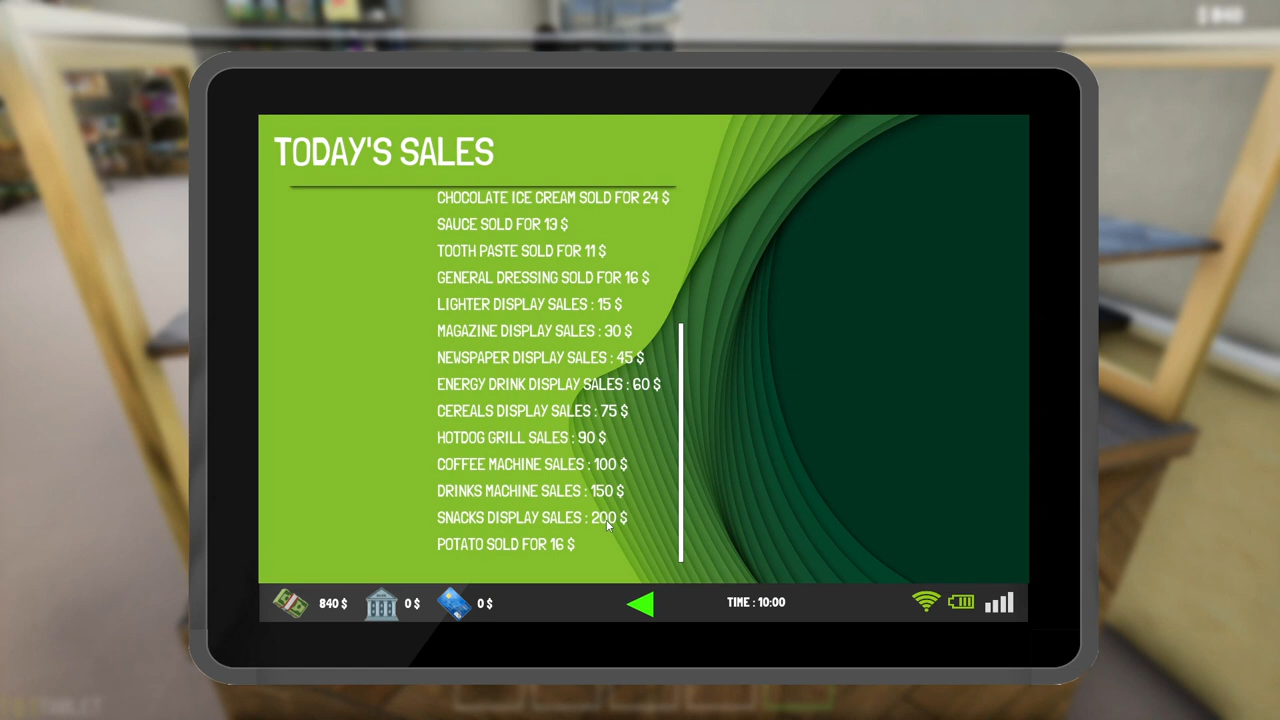 $ 840
TODAY'S SALES
CHOCOLATE ICE CREAM SOLD FOR 24 $
SAUCE SOLD FOR 13 $
TOOTH PASTE SOLD FOR 11 $
GENERAL DRESSING SOLD FOR 16 $
LIGHTER DISPLAY SALES : 15 $
MAGAZINE DISPLAY SALES : 30 $
NEWSPAPER DISPLAY SALES : 45 $
ENERGY DRINK DISPLAY SALES : 60 $
CEREALS DISPLAY SALES : 75 $
HOTDOG GRILL SALES : 90 $
COFFEE MACHINE SALES : 100 $
DRINKS MACHINE SALES : 150 $
SNACKS DISPLAY SALES : 200 $
POTATO SOLD FOR 16 $
840 $ 0 $ 0 $ TIME : 10:00